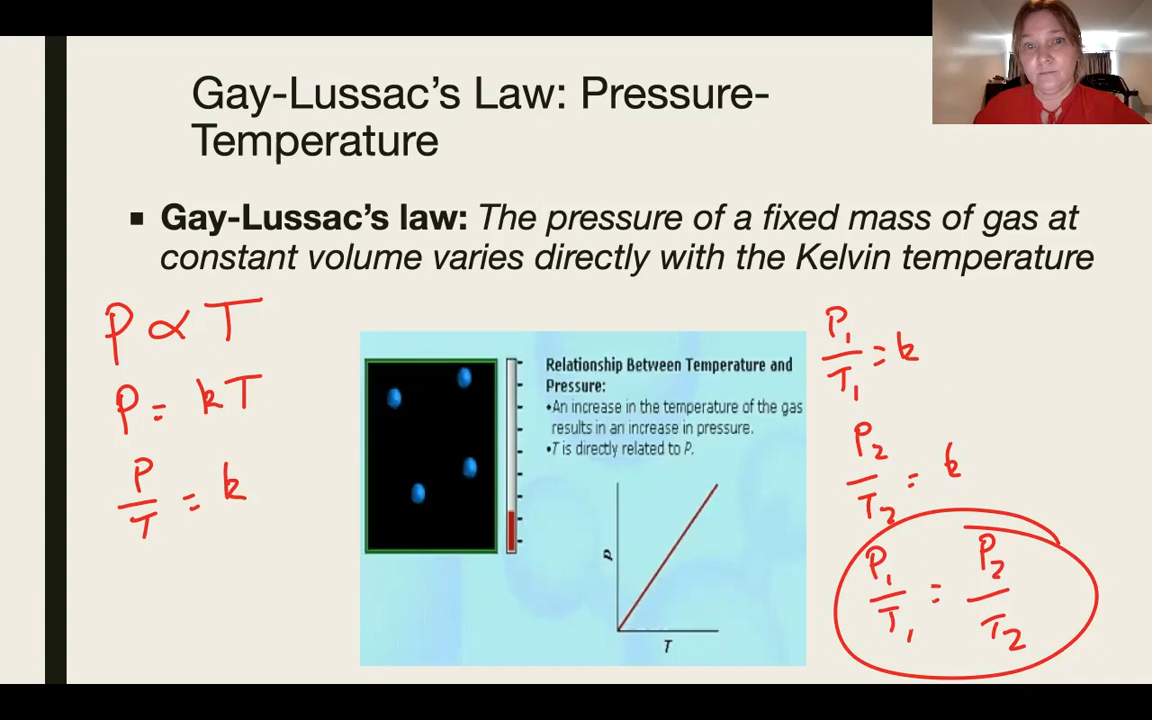 Gay-Lussac's Law: Pressure-
Temperature
▪ Gay-Lussac's law: The pressure of a fixed mass of gas at
constant volume varies directly with the Kelvin temperature
P ∝ T
P = kT
P/T = k
Relationship Between Temperature and
Pressure:
•An increase in the temperature of the gas
results in an increase in pressure.
•T is directly related to P.
P
T
P₁/T₁ = k
P₂/T₂ = k
P₁/T₁ = P₂/T₂